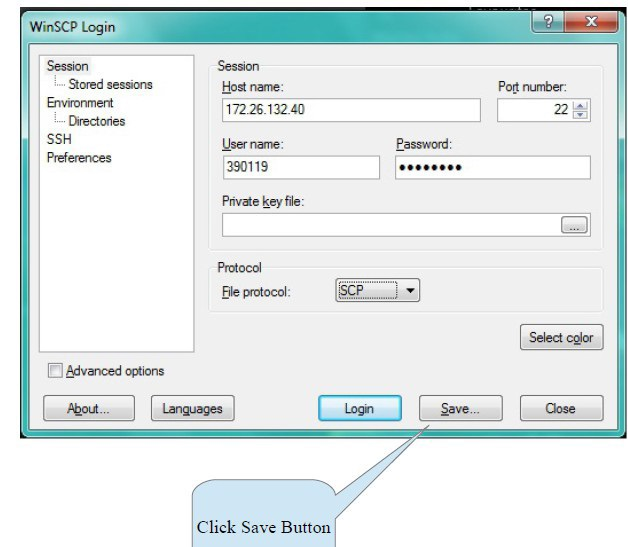 WinSCP Login
Session
Stored sessions
Environment
Directories
SSH
Preferences
Session
Host name:
Port number:
172.26.132.40
22
User name:
Password:
390119
●●●●●●●●
Private key file:
...
Protocol
File protocol:
SCP
Select color
Advanced options
About...
Languages
Login
Save...
Close
Click Save Button